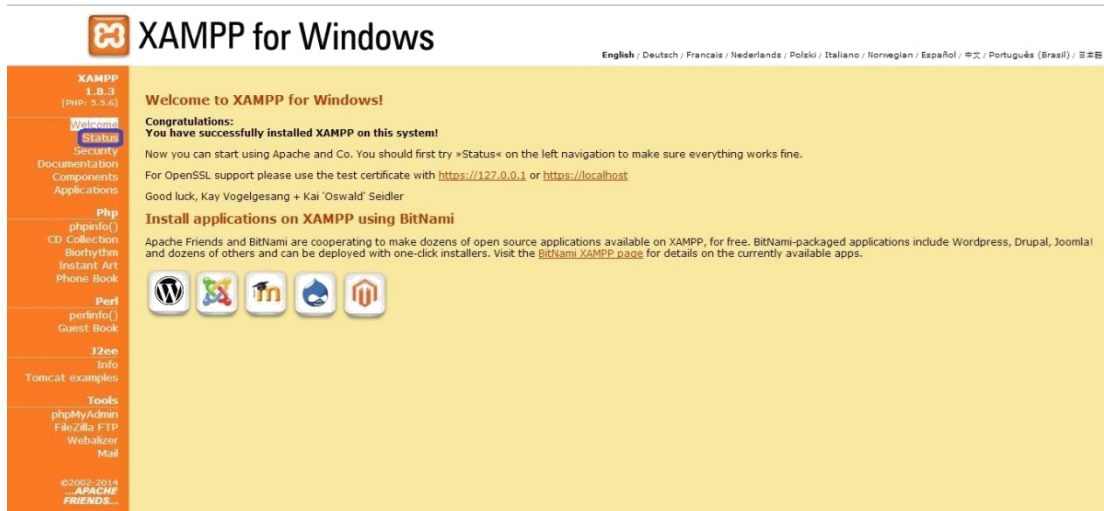 XAMPP for Windows
English / Deutsch / Francais / Nederlands / Polski / Italiano / Norwegian / Español / 中文 / Português (Brasil) / 日本語
XAMPP
1.8.3
[PHP: 5.5.6]
Welcome
Status
Security
Documentation
Components
Applications
Php
phpinfo()
CD Collection
Biorhythm
Instant Art
Phone Book
Perl
perlinfo()
Guest Book
J2ee
Info
Tomcat examples
Tools
phpMyAdmin
FileZilla FTP
Webalizer
Mail
©2002-2014
...APACHE
FRIENDS...
Welcome to XAMPP for Windows!
Congratulations:
You have successfully installed XAMPP on this system!
Now you can start using Apache and Co. You should first try »Status« on the left navigation to make sure everything works fine.
For OpenSSL support please use the test certificate with https://127.0.0.1 or https://localhost
Good luck, Kay Vogelgesang + Kai 'Oswald' Seidler
Install applications on XAMPP using BitNami
Apache Friends and BitNami are cooperating to make dozens of open source applications available on XAMPP, for free. BitNami-packaged applications include Wordpress, Drupal, Joomla!
and dozens of others and can be deployed with one-click installers. Visit the BitNami XAMPP page for details on the currently available apps.